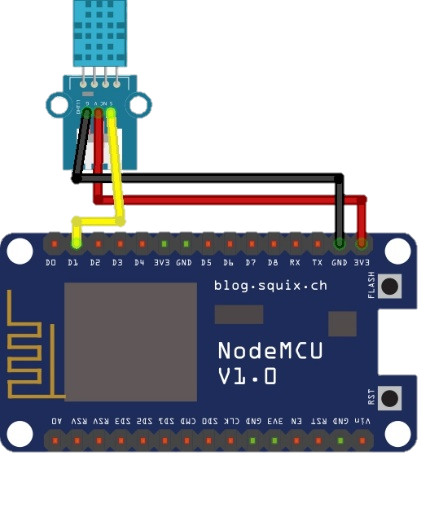 G V NC S
DHT11
D0 D1 D2 D3 D4 3V3 GND D5 D6 D7 D8 RX TX GND 3V3
blog.squix.ch
FLASH
NodeMCU
V1.0
RST
A0 RSV RSV SD3 SD2 SD1 CMD SD0 CLK GND 3V3 EN RST GND Vin